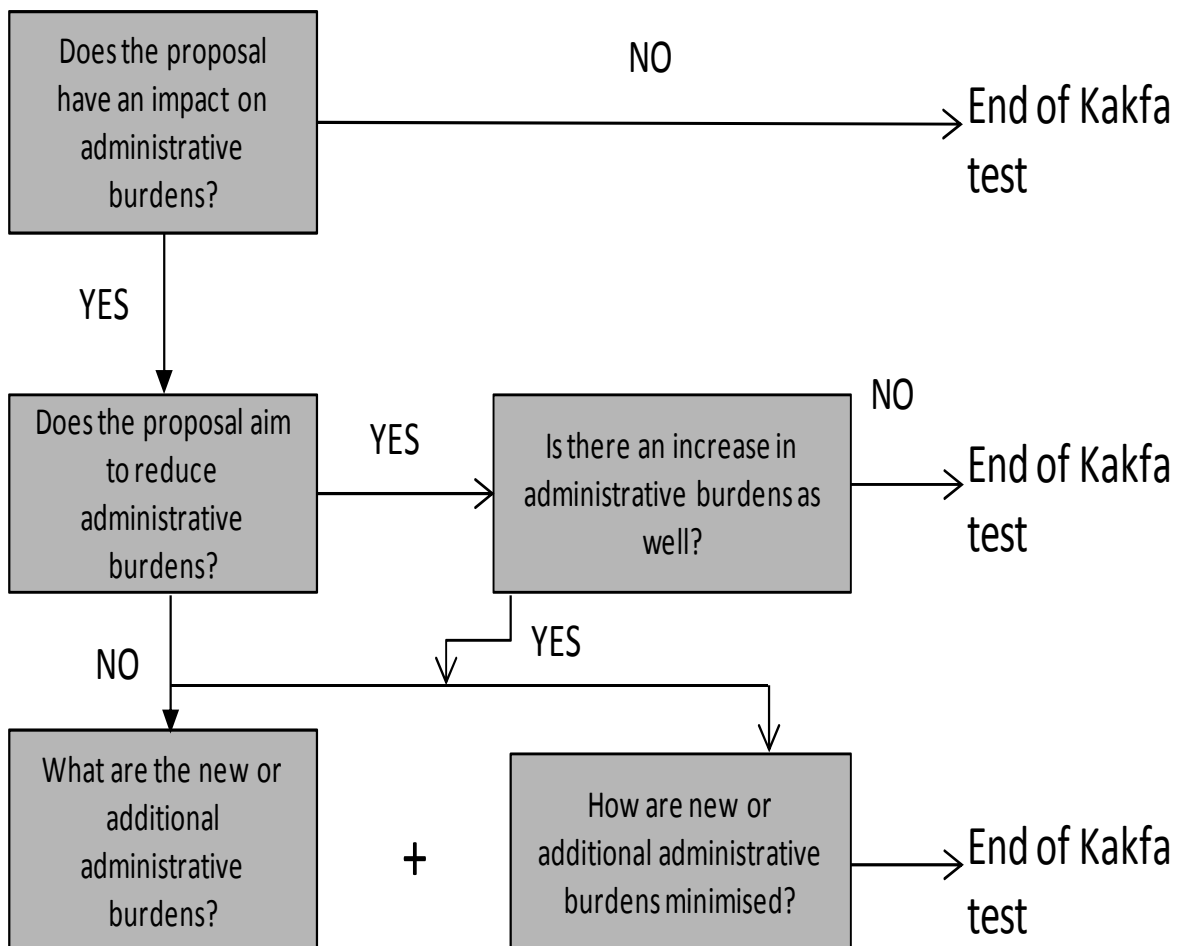 Does the proposal
have an impact on
administrative
burdens?
NO
End of Kakfa
test
YES
Does the proposal aim
to reduce
administrative
burdens?
YES
Is there an increase in
administrative burdens as
well?
NO
End of Kakfa
test
NO
YES
What are the new or
additional
administrative
burdens?
+
How are new or
additional administrative
burdens minimised?
End of Kakfa
test